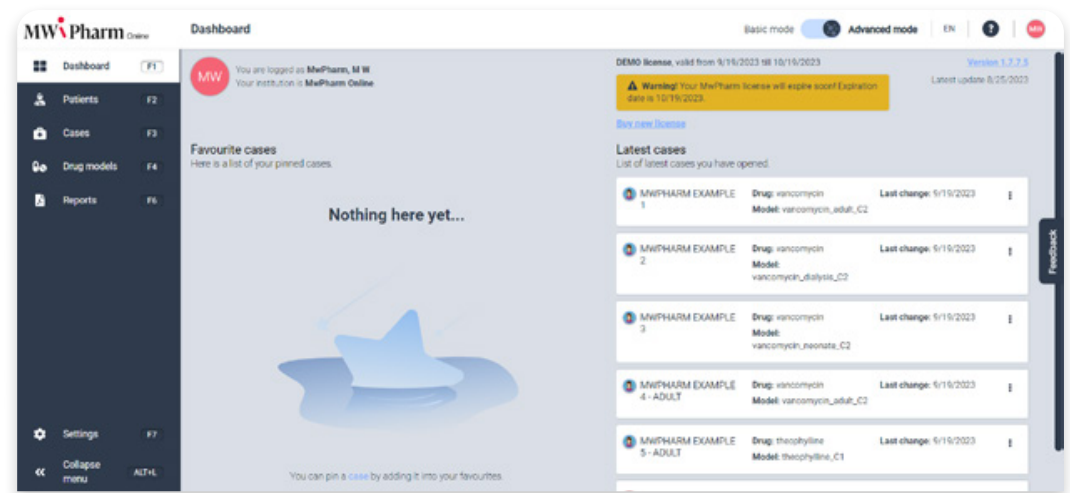 MWPharm Online
Dashboard
Basic mode
Advanced mode
EN
?
MW
Dashboard F1
Patients F2
Cases F3
Drug models F4
Reports F6
Settings F7
Collapse menu ALT+L
MW
You are logged as MwPharm, M W
Your institution is MwPharm Online
DEMO license, valid from 9/19/2023 till 10/19/2023
Version 1.7.7.5
Latest update 8/25/2023
Warning! Your MwPharm license will expire soon! Expiration
date is 10/19/2023.
Buy new license
Favourite cases
Here is a list of your pinned cases.
Nothing here yet...
You can pin a case by adding it into your favourites
Latest cases
List of latest cases you have opened.
MWPHARM EXAMPLE
1
Drug: vancomycin
Model: vancomycin_adult_C2
Last change: 9/19/2023
MWPHARM EXAMPLE
2
Drug: vancomycin
Model:
vancomycin_dialysis_C2
Last change: 9/19/2023
MWPHARM EXAMPLE
3
Drug: vancomycin
Model:
vancomycin_neonate_C2
Last change: 9/19/2023
MWPHARM EXAMPLE
4 - ADULT
Drug: vancomycin
Model: vancomycin_adult_C2
Last change: 9/19/2023
MWPHARM EXAMPLE
5 - ADULT
Drug: theophylline
Model: theophylline_C1
Last change: 9/19/2023
Feedback